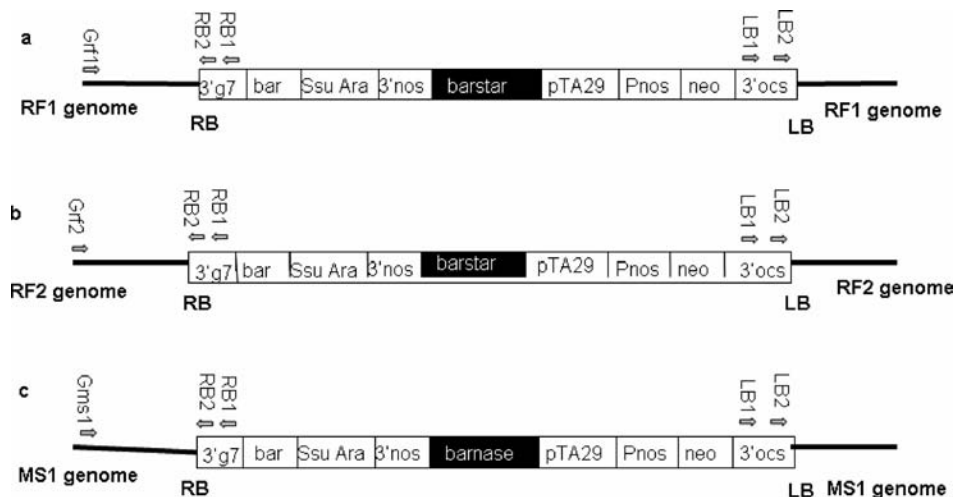 a
Grf1
RB2
RB1
LB1
LB2
3'g7 bar Ssu Ara 3'nos barstar pTA29 Pnos neo 3'ocs
RF1 genome
RB
LB
RF1 genome
b
Grf2
RB2
RB1
LB1
LB2
3'g7 bar Ssu Ara 3'nos barstar pTA29 Pnos neo 3'ocs
RF2 genome
RB
LB
RF2 genome
c
Gms1
RB2
RB1
LB1
LB2
3'g7 bar Ssu Ara 3'nos barnase pTA29 Pnos neo 3'ocs
MS1 genome
RB
LB
MS1 genome